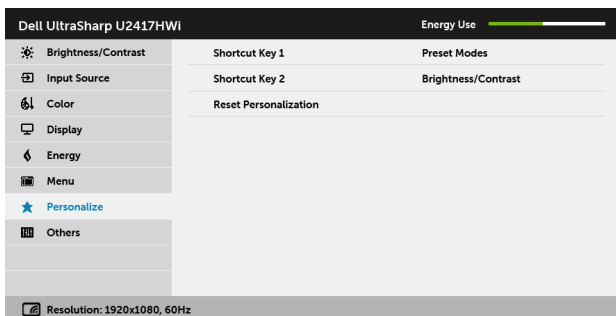 Dell UltraSharp U2417HWi
Energy Use
Brightness/Contrast
Shortcut Key 1
Preset Modes
Input Source
Shortcut Key 2
Brightness/Contrast
Color
Reset Personalization
Display
Energy
Menu
Personalize
Others
Resolution: 1920x1080, 60Hz